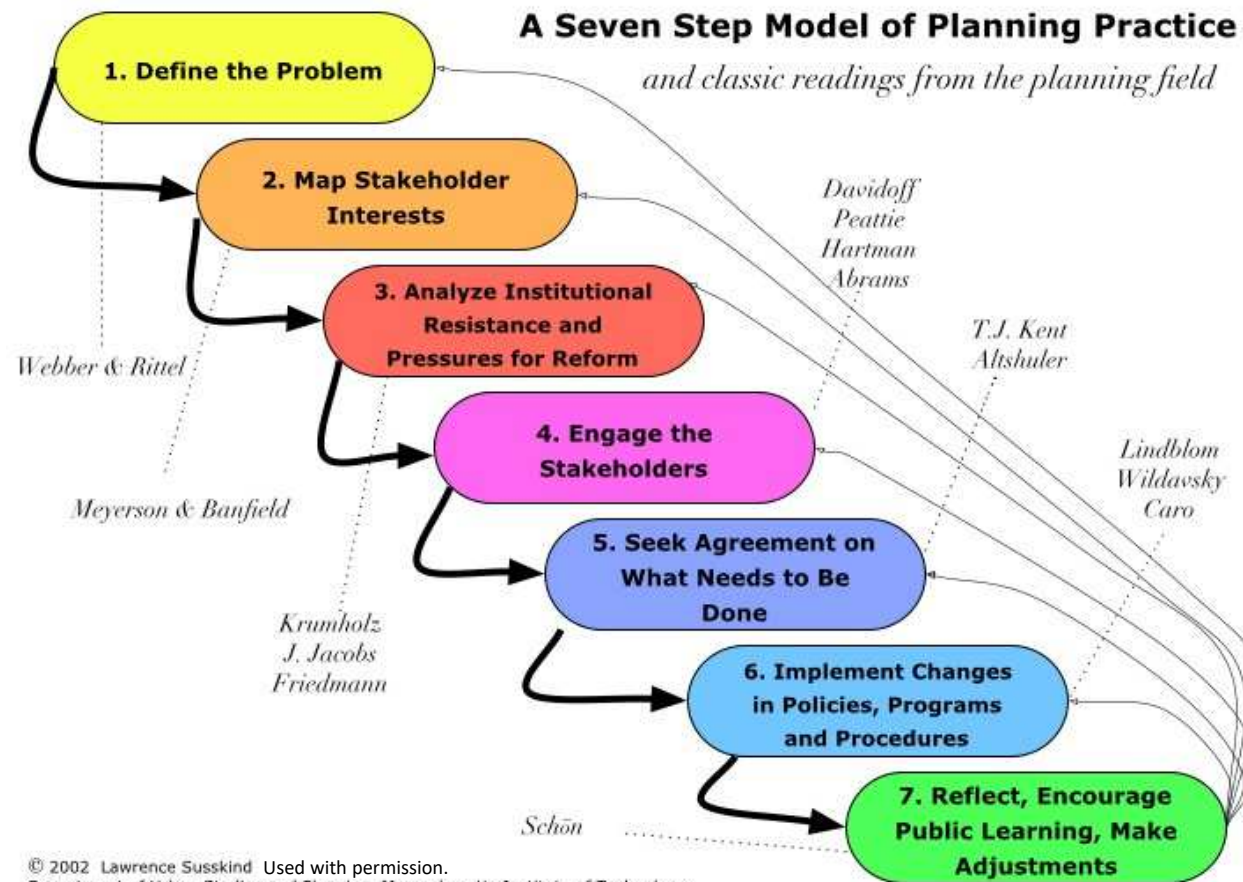 A Seven Step Model of Planning Practice
and classic readings from the planning field
1. Define the Problem
2. Map Stakeholder
Interests
3. Analyze Institutional
Resistance and
Pressures for Reform
4. Engage the
Stakeholders
5. Seek Agreement on
What Needs to Be
Done
6. Implement Changes
in Policies, Programs
and Procedures
7. Reflect, Encourage
Public Learning, Make
Adjustments
Webber & Rittel
Meyerson & Banfield
Krumholz
J. Jacobs
Friedmann
Davidoff
Peattie
Hartman
Abrams
T.J. Kent
Altshuler
Lindblom
Wildavsky
Caro
Schön
© 2002 Lawrence Susskind Used with permission.